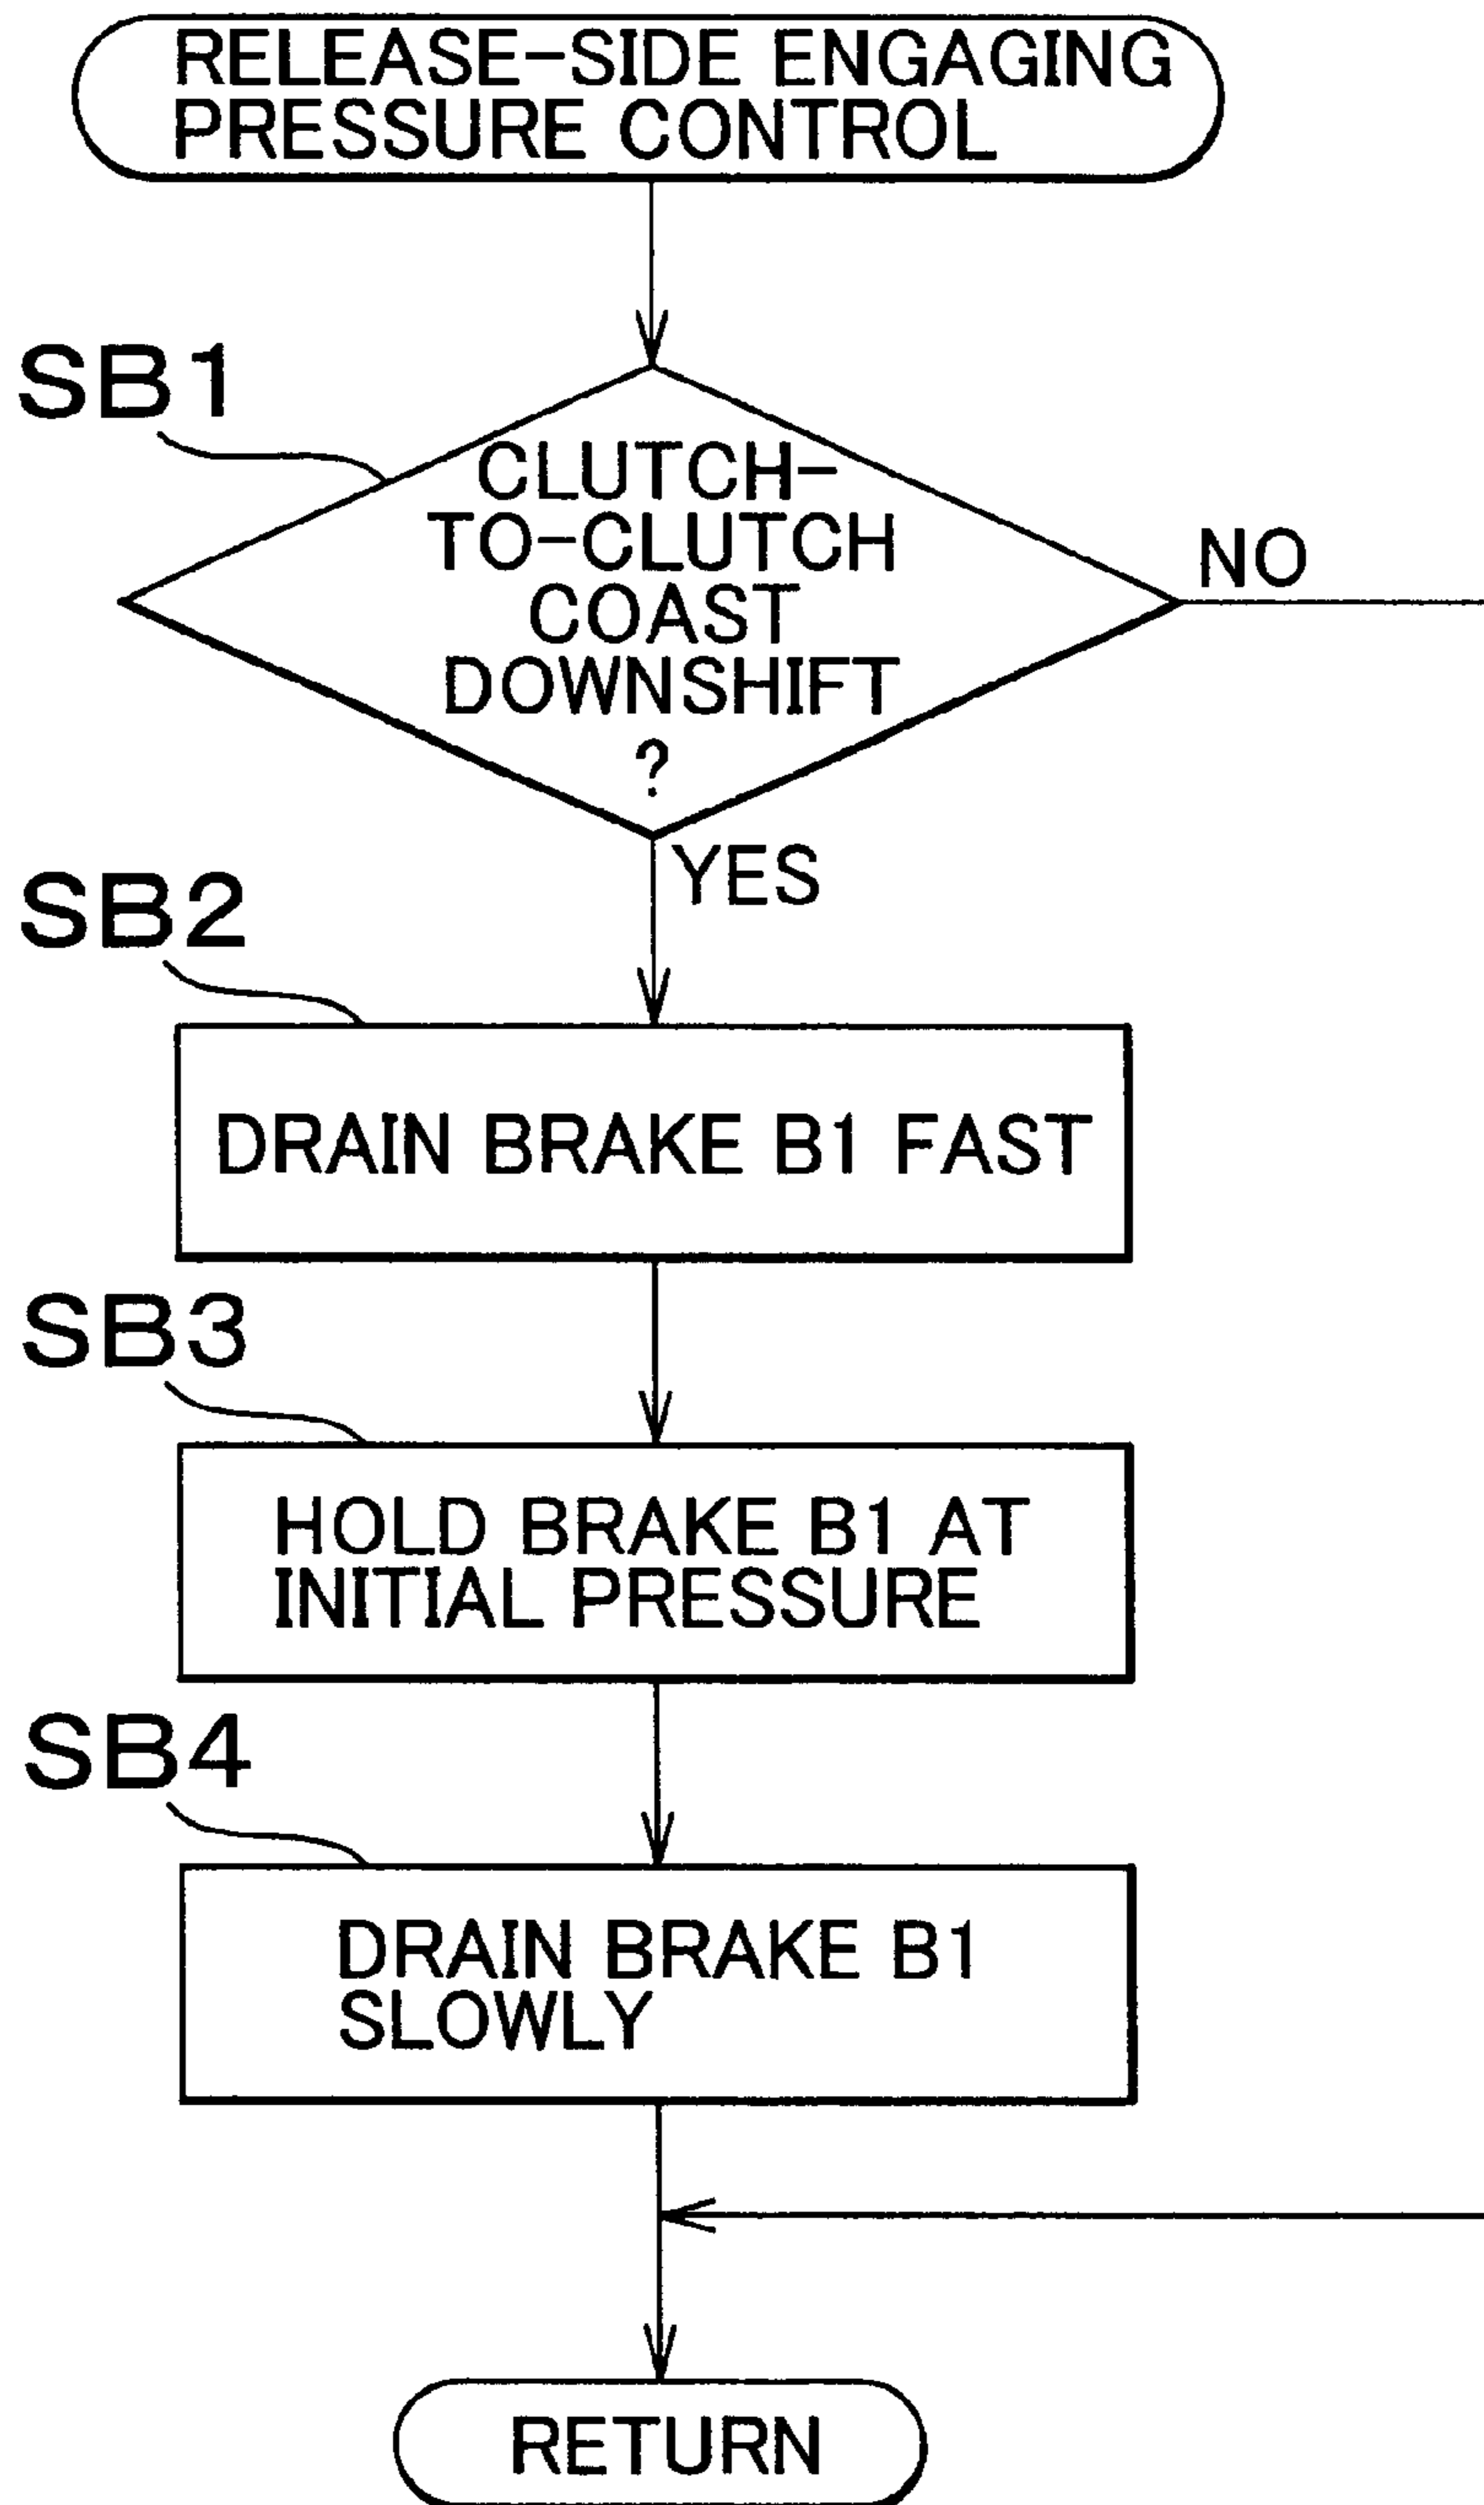 RELEASE-SIDE ENGAGING
PRESSURE CONTROL
SB1
CLUTCH-
TO-CLUTCH
COAST
DOWNSHIFT
?
NO
YES
SB2
DRAIN BRAKE B1 FAST
SB3
HOLD BRAKE B1 AT
INITIAL PRESSURE
SB4
DRAIN BRAKE B1
SLOWLY
RETURN